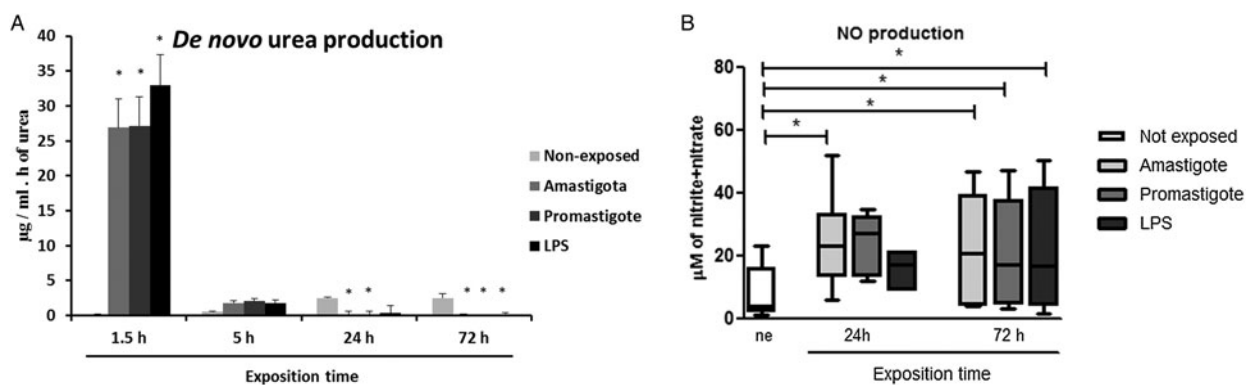 A
De novo urea production
µg / ml . h of urea
40
35
30
25
20
15
10
5
0
* * *
* *
* * *
1.5 h 5 h 24 h 72 h
Exposition time
Non-exposed
Amastigota
Promastigote
LPS
B
NO production
µM of nitrite+nitrate
80
60
40
20
0
*
*
*
*
ne 24h 72 h
Exposition time
Not exposed
Amastigote
Promastigote
LPS